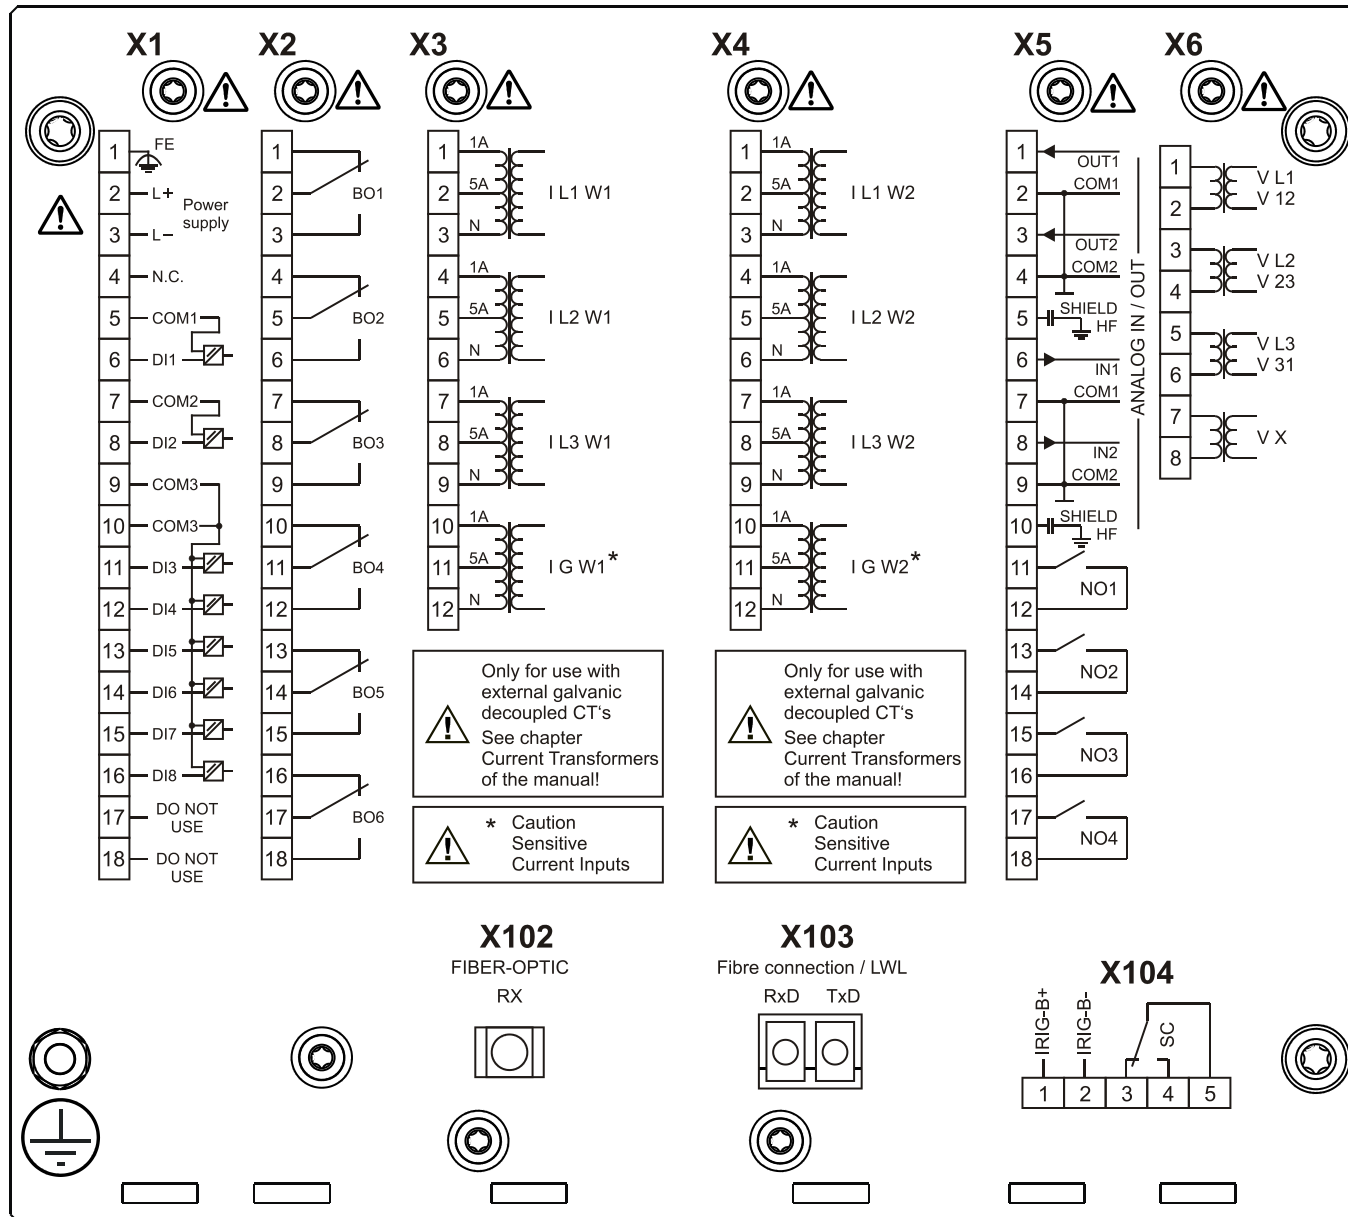 X1
1 FE
2 L+ Power
supply
3 L–
4 N.C.
5 COM1
6 DI1
7 COM2
8 DI2
9 COM3
10 COM3
11 DI3
12 DI4
13 DI5
14 DI6
15 DI7
16 DI8
17 DO NOT
USE
18 DO NOT
USE
X2
1
2 BO1
3
4
5 BO2
6
7
8 BO3
9
10
11 BO4
12
13
14 BO5
15
16
17 BO6
18
X3
1 1A
2 5A I L1 W1
3 N
4 1A
5 5A I L2 W1
6 N
7 1A
8 5A I L3 W1
9 N
10 1A
11 5A I G W1*
12 N
Only for use with
external galvanic
decoupled CT‘s
See chapter
Current Transformers
of the manual!
* Caution
Sensitive
Current Inputs
X4
1 1A
2 5A I L1 W2
3 N
4 1A
5 5A I L2 W2
6 N
7 1A
8 5A I L3 W2
9 N
10 1A
11 5A I G W2*
12 N
Only for use with
external galvanic
decoupled CT‘s
See chapter
Current Transformers
of the manual!
* Caution
Sensitive
Current Inputs
X5
1 OUT1
2 COM1
3 OUT2
4 COM2
5 SHIELD
HF
6 IN1
7 COM1
8 IN2
9 COM2
10 SHIELD
HF
ANALOG IN / OUT
11
NO1
12
13
NO2
14
15
NO3
16
17
NO4
18
X6
1 V L1
2 V 12
3 V L2
4 V 23
5 V L3
6 V 31
7
V X
8
X102
FIBER-OPTIC
RX
X103
Fibre connection / LWL
RxD TxD
X104
IRIG-B+
IRIG-B-
SC
1 2 3 4 5